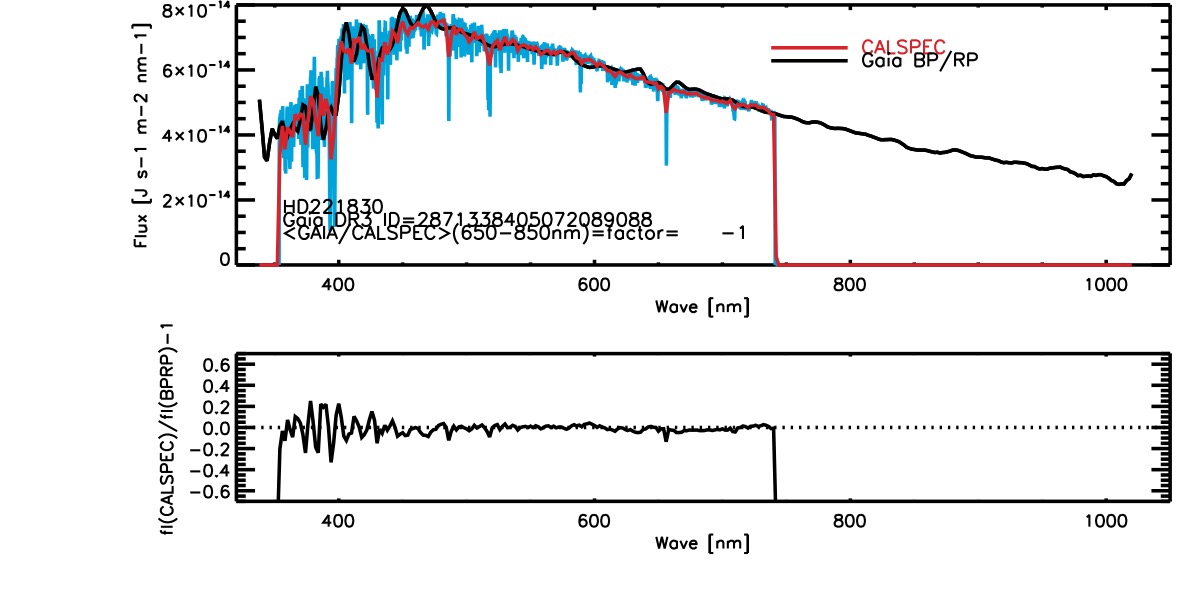 8×10−14
6×10−14
4×10−14
2×10−14
0
Flux [J s−1 m−2 nm−1]
CALSPEC
Gaia BP/RP
HD221830
Gaia DR3 ID=2871338405072089088
<GAIA/CALSPEC>(650−850nm)=factor= −1
400 600 800 1000
Wave [nm]
fl(CALSPEC)/fl(BPRP)−1
0.6
0.4
0.2
0.0
−0.2
−0.4
−0.6
400 600 800 1000
Wave [nm]